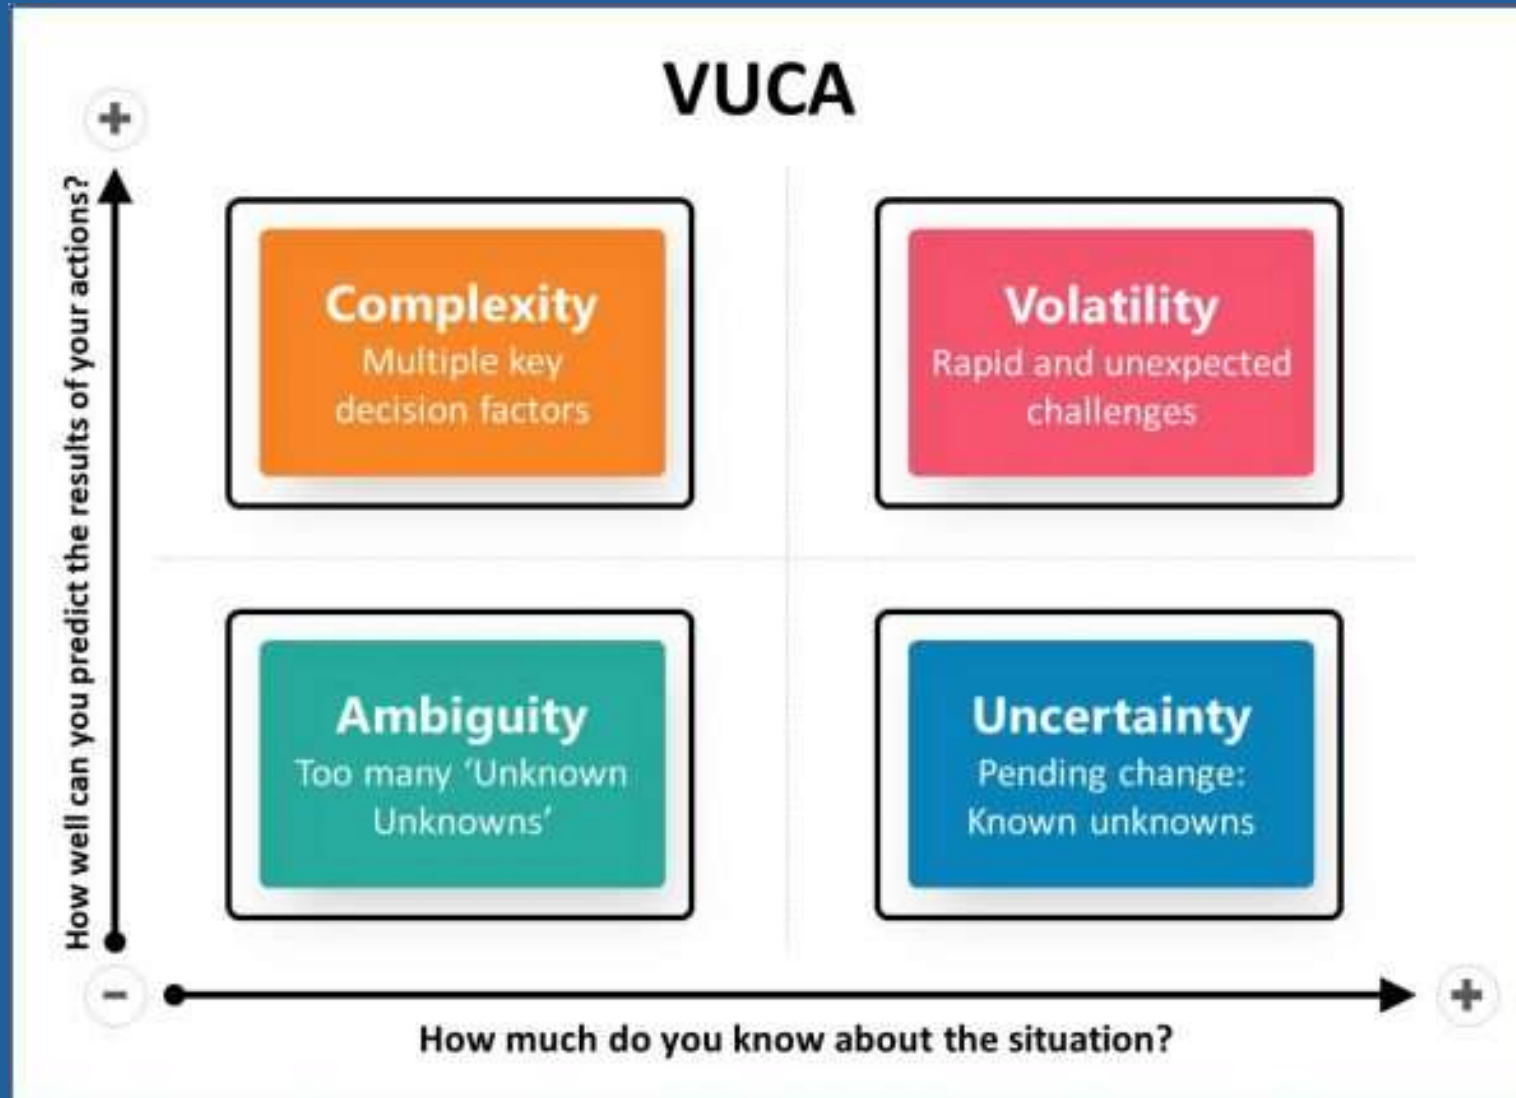 VUCA
How well can you predict the results of your actions?
Complexity
Multiple key
decision factors
Volatility
Rapid and unexpected
challenges
Ambiguity
Too many ‘Unknown
Unknowns’
Uncertainty
Pending change:
Known unknowns
How much do you know about the situation?